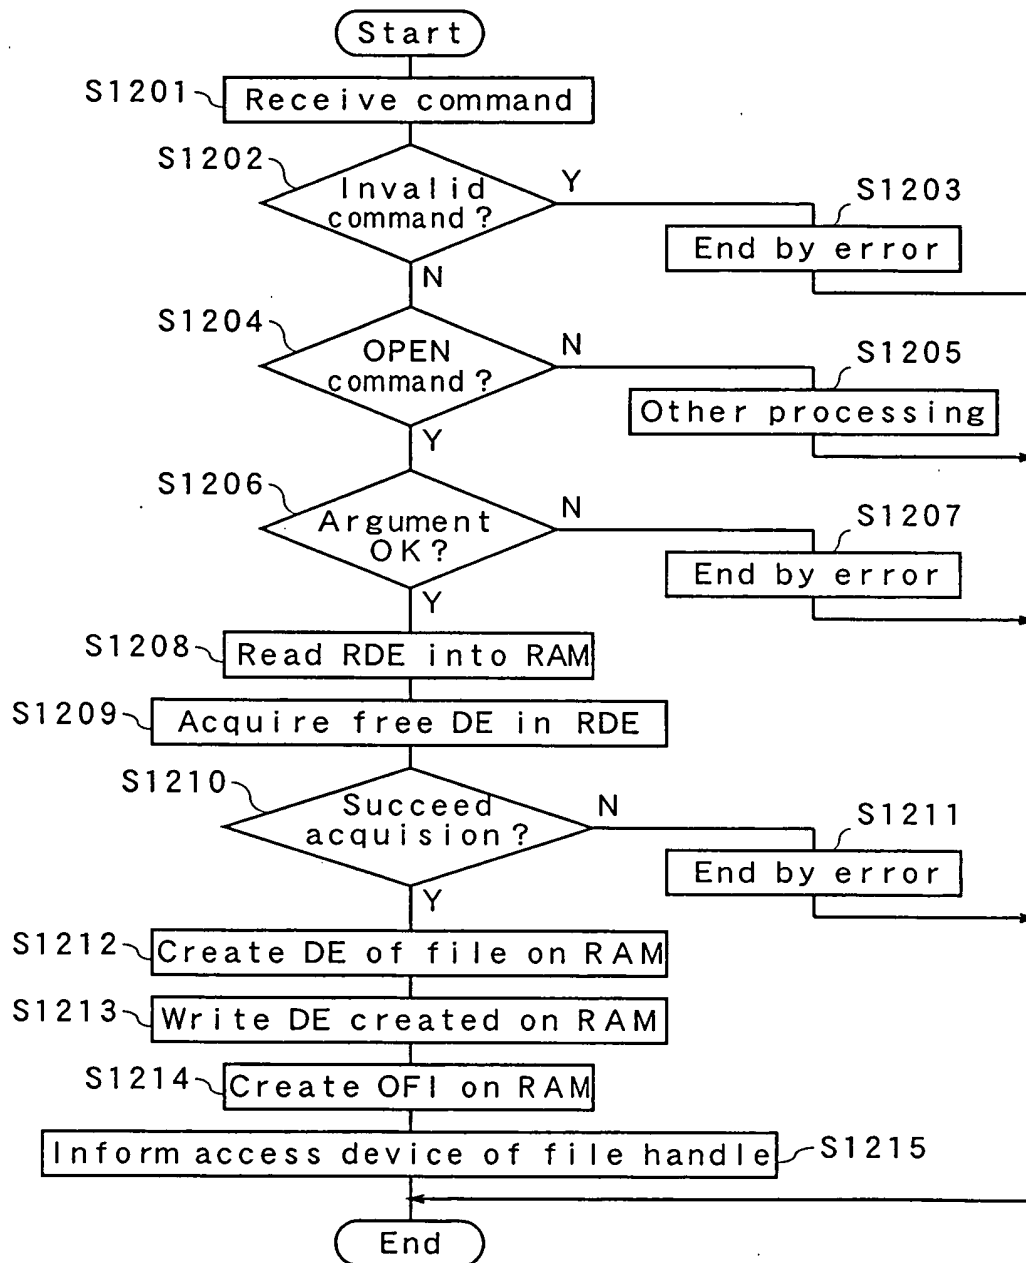 Start
S1201
Receive command
S1202
Invalid
command?
Y
N
S1203
End by error
S1204
OPEN
command?
N
Y
S1205
Other processing
S1206
Argument
OK?
N
Y
S1207
End by error
S1208
Read RDE into RAM
S1209
Acquire free DE in RDE
S1210
Succeed
acquision?
N
Y
S1211
End by error
S1212
Create DE of file on RAM
S1213
Write DE created on RAM
S1214
Create OFI on RAM
Inform access device of file handle
S1215
End